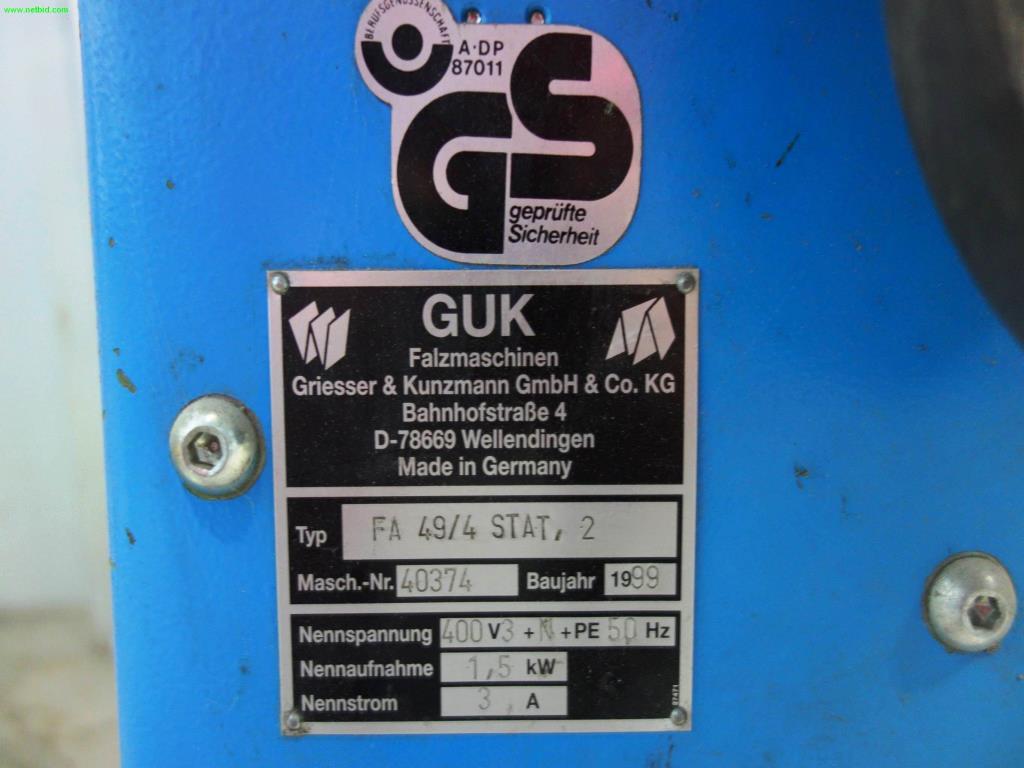 © NetBid
www.netbid.com
BERUFSGENOSSENSCHAFT
A·DP
87011
GS
geprüfte
Sicherheit
GUK
Falzmaschinen
Griesser & Kunzmann GmbH & Co. KG
Bahnhofstraße 4
D-78669 Wellendingen
Made in Germany
Typ FA 49/4 STAT, 2
Masch.-Nr. 40374 Baujahr 1999
Nennspannung 400 V 3 + N + PE 50 Hz
Nennaufnahme 1,5 kW
Nennstrom 3, A